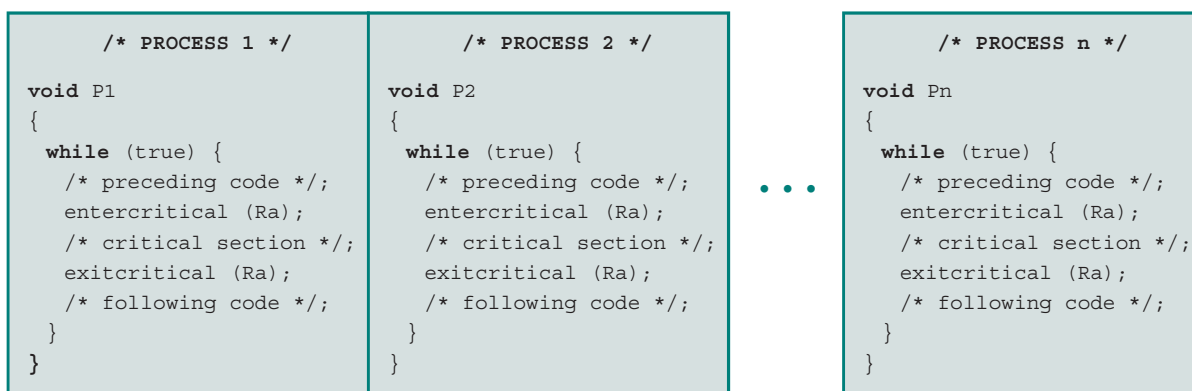 /* PROCESS 1 */
void P1
{
while (true) {
/* preceding code */;
entercritical (Ra);
/* critical section */;
exitcritical (Ra);
/* following code */;
}
}
/* PROCESS 2 */
void P2
{
while (true) {
/* preceding code */;
entercritical (Ra);
/* critical section */;
exitcritical (Ra);
/* following code */;
}
}
• • •
/* PROCESS n */
void Pn
{
while (true) {
/* preceding code */;
entercritical (Ra);
/* critical section */;
exitcritical (Ra);
/* following code */;
}
}